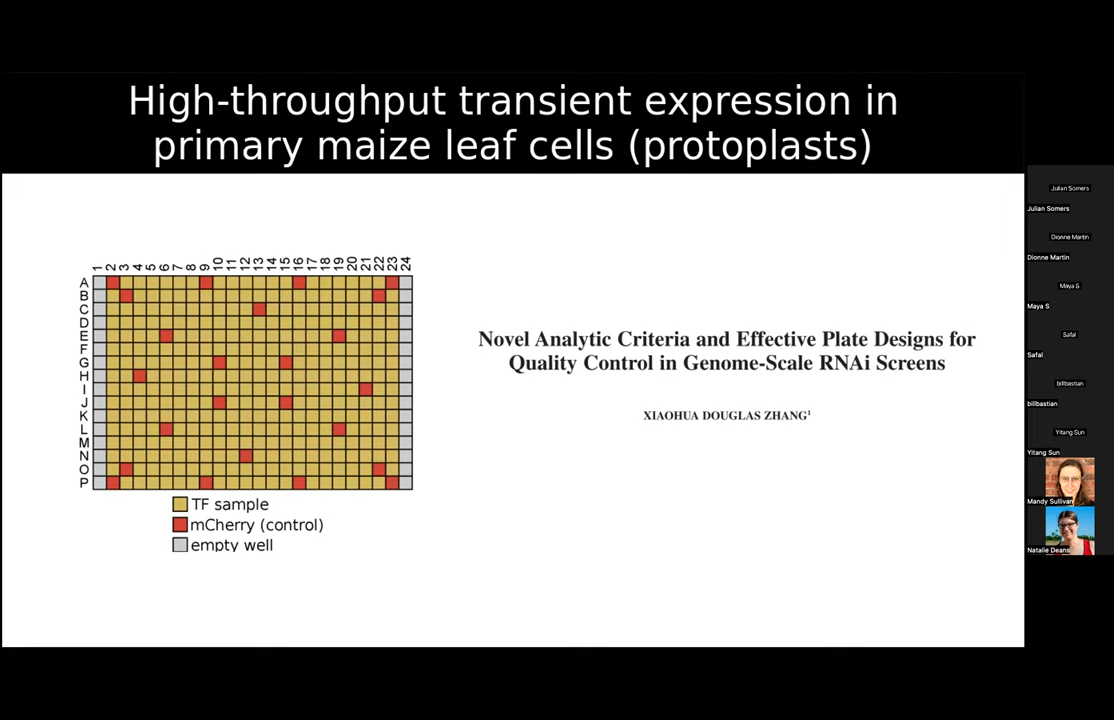 High-throughput transient expression in
primary maize leaf cells (protoplasts)
1 2 3 4 5 6 7 8 9 10 11 12 13 14 15 16 17 18 19 20 21 22 23 24
A
B
C
D
E
F
G
H
I
J
K
L
M
N
O
P
TF sample
mCherry (control)
empty well
Novel Analytic Criteria and Effective Plate Designs for
Quality Control in Genome-Scale RNAi Screens
XIAOHUA DOUGLAS ZHANG1
Julian Somers
Julian Somers
Dionne Martin
Dionne Martin
Maya S
Maya S
Safal
Safal
billbastian
billbastian
Yitang Sun
Yitang Sun
Mandy Sullivan
Natalie Deans